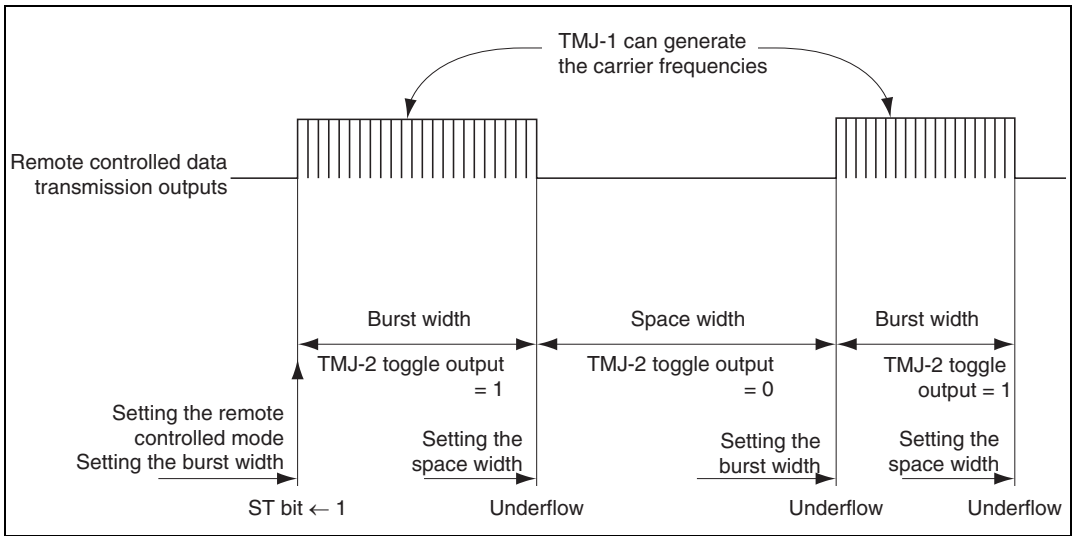 TMJ-1 can generate
the carrier frequencies
Remote controlled data
transmission outputs
Burst width
Space width
Burst width
TMJ-2 toggle output
= 1
TMJ-2 toggle output
= 0
TMJ-2 toggle
output = 1
Setting the remote
controlled mode
Setting the burst width
Setting the
space width
Setting the
burst width
Setting the
space width
ST bit ← 1
Underflow
Underflow
Underflow